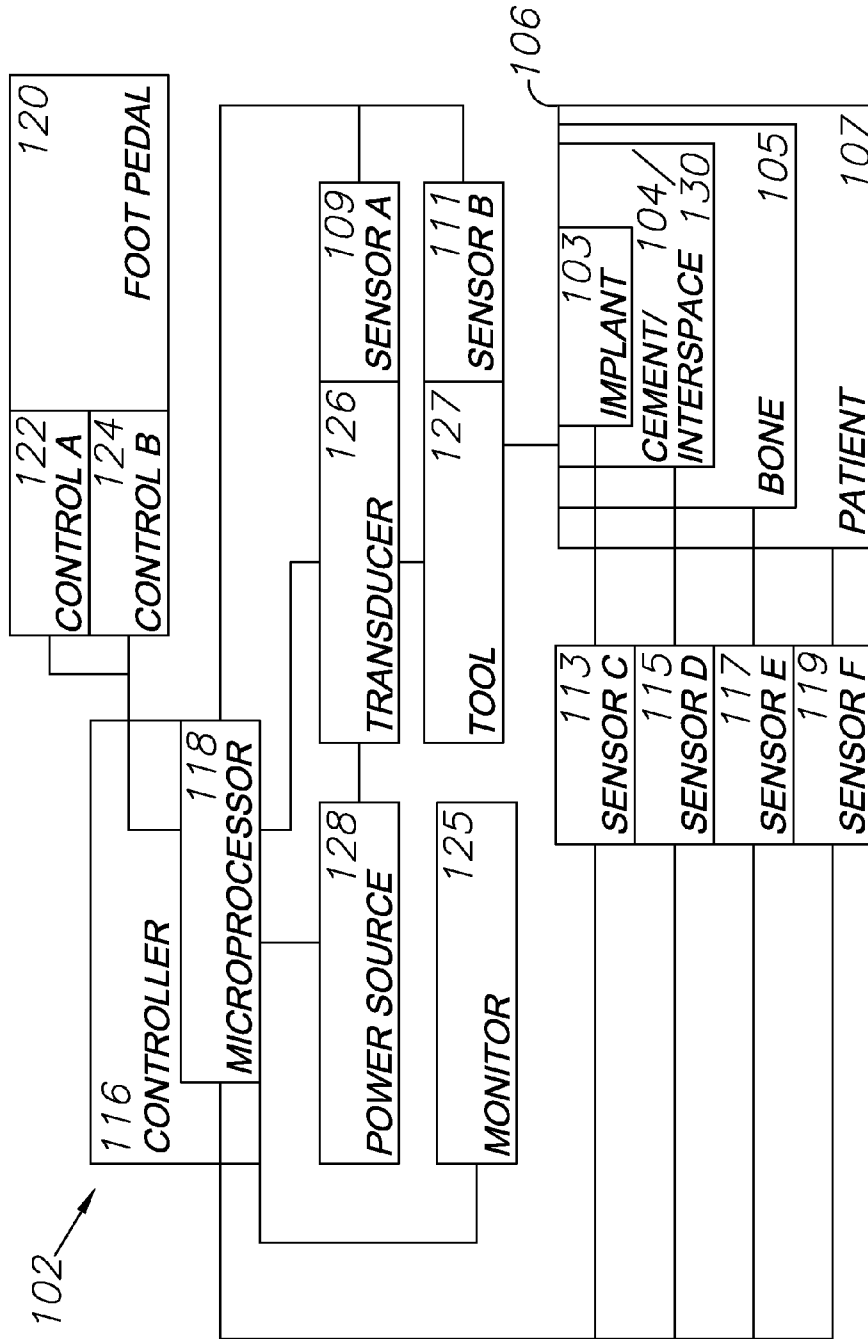 102
116
CONTROLLER
118
MICROPROCESSOR
122
CONTROL A
124
CONTROL B
120
FOOT PEDAL
128
POWER SOURCE
126
TRANSDUCER
109
SENSOR A
125
MONITOR
127
TOOL
111
SENSOR B
113
SENSOR C
115
SENSOR D
117
SENSOR E
119
SENSOR F
106
103
IMPLANT
CEMENT/ 104/
INTERSPACE 130
105
BONE
107
PATIENT